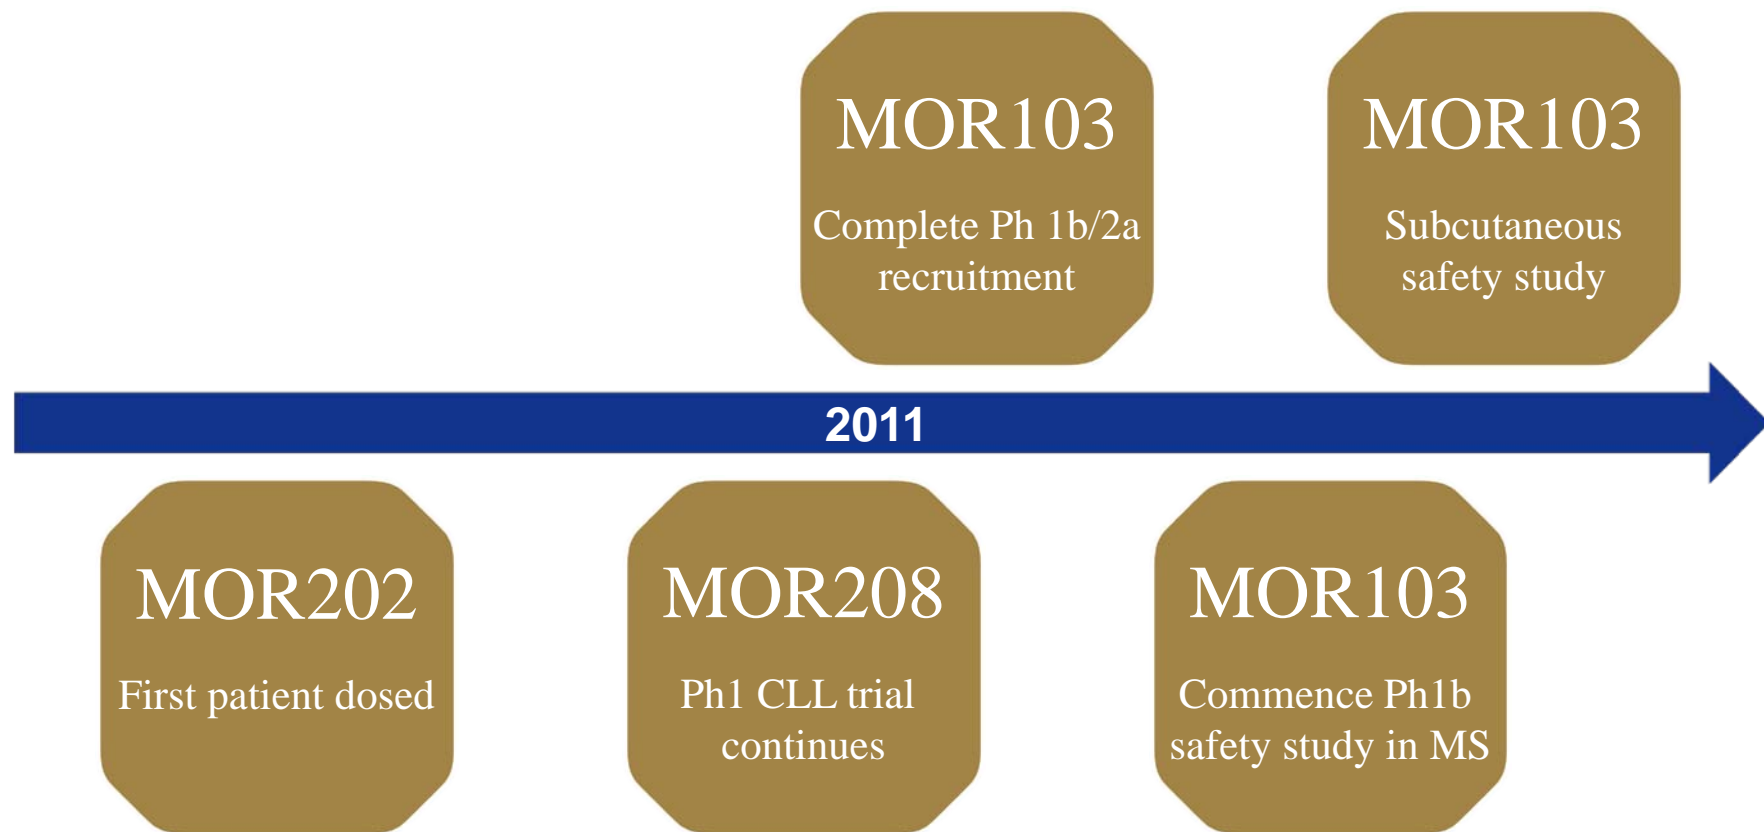 MOR103
Complete Ph 1b/2a
recruitment
MOR103
Subcutaneous
safety study
2011
MOR202
First patient dosed
MOR208
Ph1 CLL trial
continues
MOR103
Commence Ph1b
safety study in MS